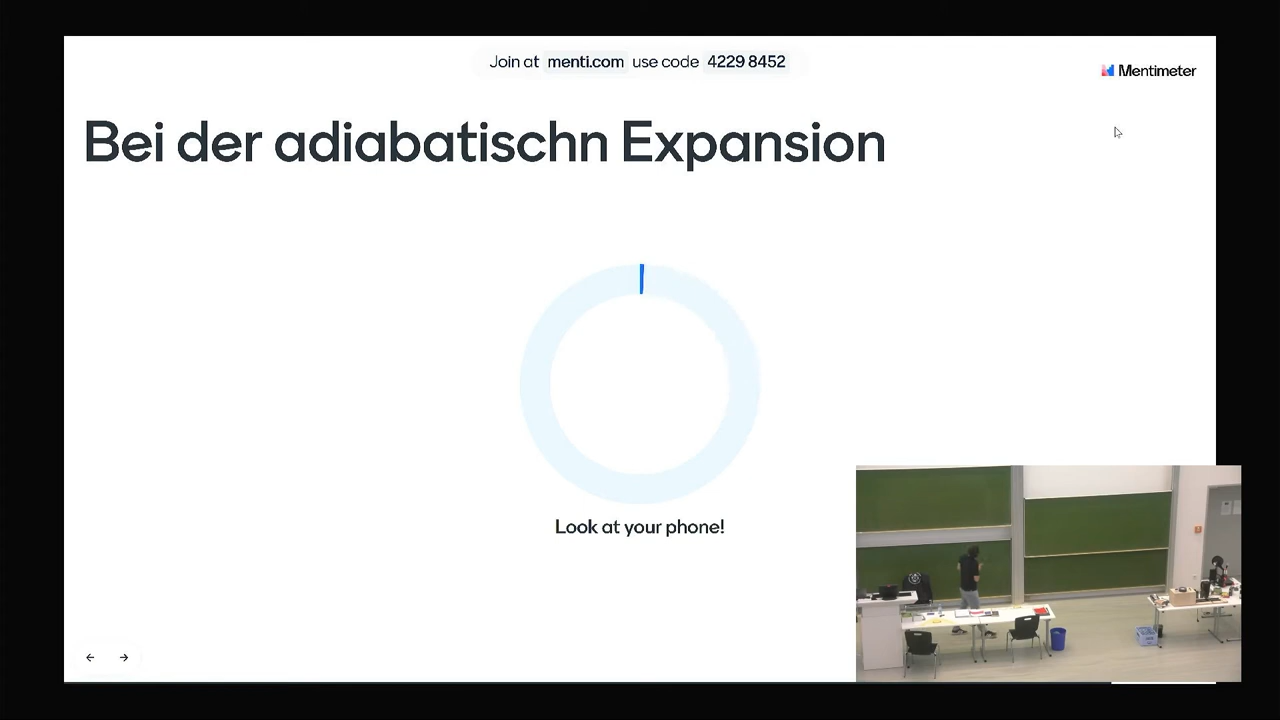 Join at menti.com use code 4229 8452
Mentimeter
Bei der adiabatischn Expansion
Look at your phone!